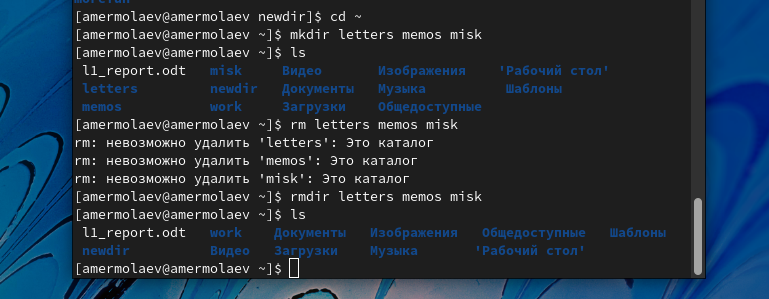 [amermolaev@amermolaev newdir]$ cd ~
[amermolaev@amermolaev ~]$ mkdir letters memos misk
[amermolaev@amermolaev ~]$ ls
l1_report.odt misk Видео Изображения 'Рабочий стол'
letters newdir Документы Музыка Шаблоны
memos work Загрузки Общедоступные
[amermolaev@amermolaev ~]$ rm letters memos misk
rm: невозможно удалить 'letters': Это каталог
rm: невозможно удалить 'memos': Это каталог
rm: невозможно удалить 'misk': Это каталог
[amermolaev@amermolaev ~]$ rmdir letters memos misk
[amermolaev@amermolaev ~]$ ls
l1_report.odt work Документы Изображения Общедоступные Шаблоны
newdir Видео Загрузки Музыка 'Рабочий стол'
[amermolaev@amermolaev ~]$